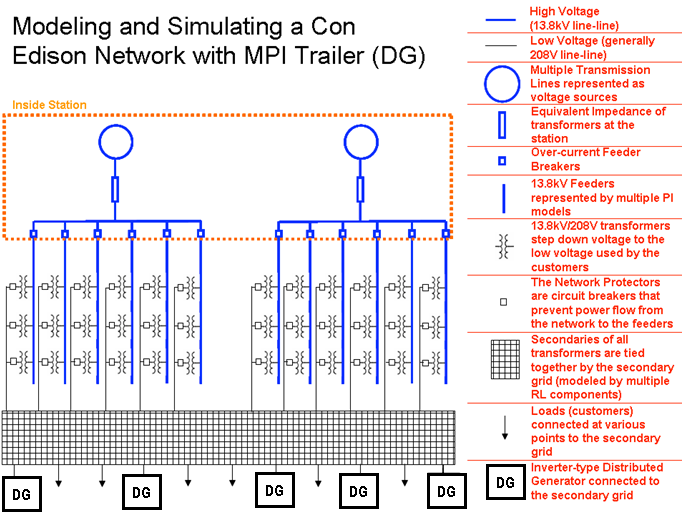 Modeling and Simulating a Con
Edison Network with MPI Trailer (DG)
Inside Station
High Voltage
(13.8kV line-line)
Low Voltage (generally
208V line-line)
Multiple Transmission
Lines represented as
voltage sources
Equivalent Impedance of
transformers at the
station
Over-current Feeder
Breakers
13.8kV Feeders
represented by multiple PI
models
13.8kV/208V transformers
step down voltage to the
low voltage used by the
customers
The Network Protectors
are circuit breakers that
prevent power flow from
the network to the feeders
Secondaries of all
transformers are tied
together by the secondary
grid (modeled by multiple
RL components)
Loads (customers)
connected at various
points to the secondary
grid
DG
Inverter-type Distributed
Generator connected to
the secondary grid
DG
DG
DG
DG
DG